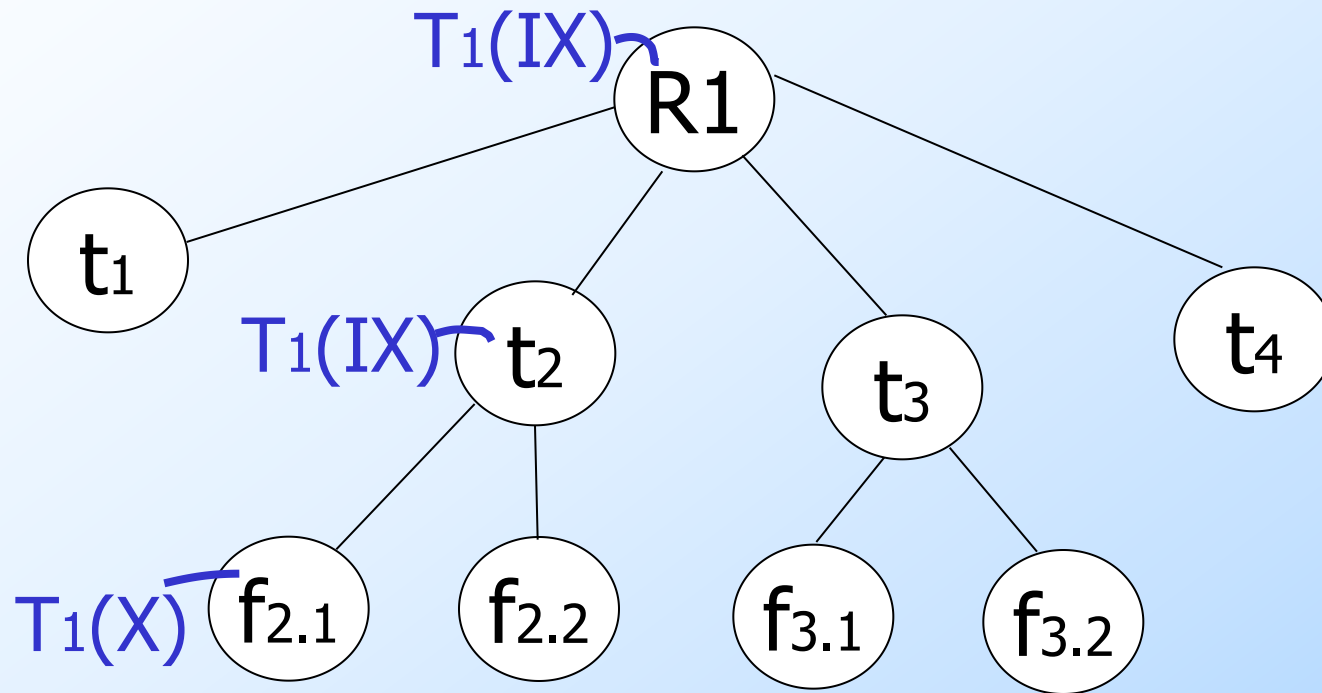 T1(IX)
R1
t1
T1(IX)
t2
t3
t4
T1(X)
f2.1
f2.2
f3.1
f3.2